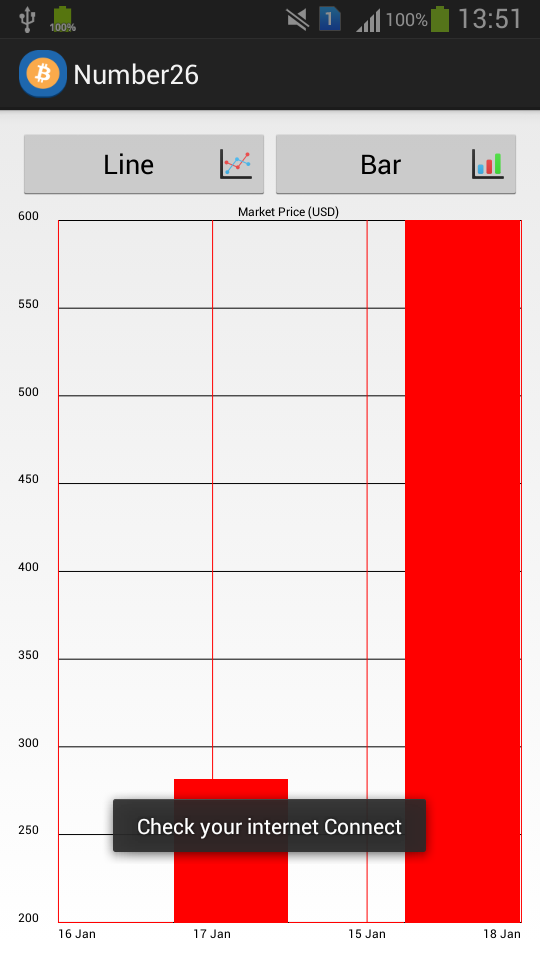 100%
1
100%
13:51
Number26
Line
Bar
Market Price (USD)
600
550
500
450
400
350
300
250
200
Check your internet Connect
16 Jan
17 Jan
15 Jan
18 Jan